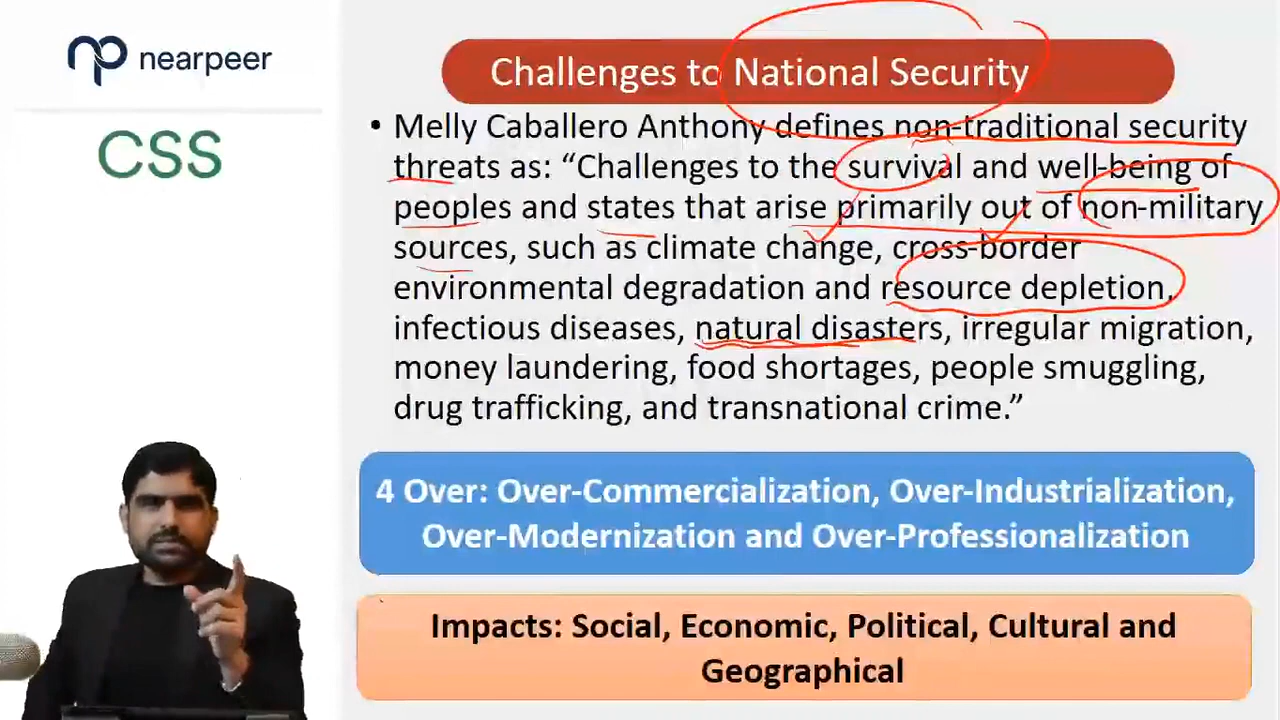 nearpeer
CSS
Challenges to National Security
• Melly Caballero Anthony defines non-traditional security
threats as: “Challenges to the survival and well-being of
peoples and states that arise primarily out of non-military
sources, such as climate change, cross-border
environmental degradation and resource depletion,
infectious diseases, natural disasters, irregular migration,
money laundering, food shortages, people smuggling,
drug trafficking, and transnational crime.”
4 Over: Over-Commercialization, Over-Industrialization,
Over-Modernization and Over-Professionalization
Impacts: Social, Economic, Political, Cultural and
Geographical